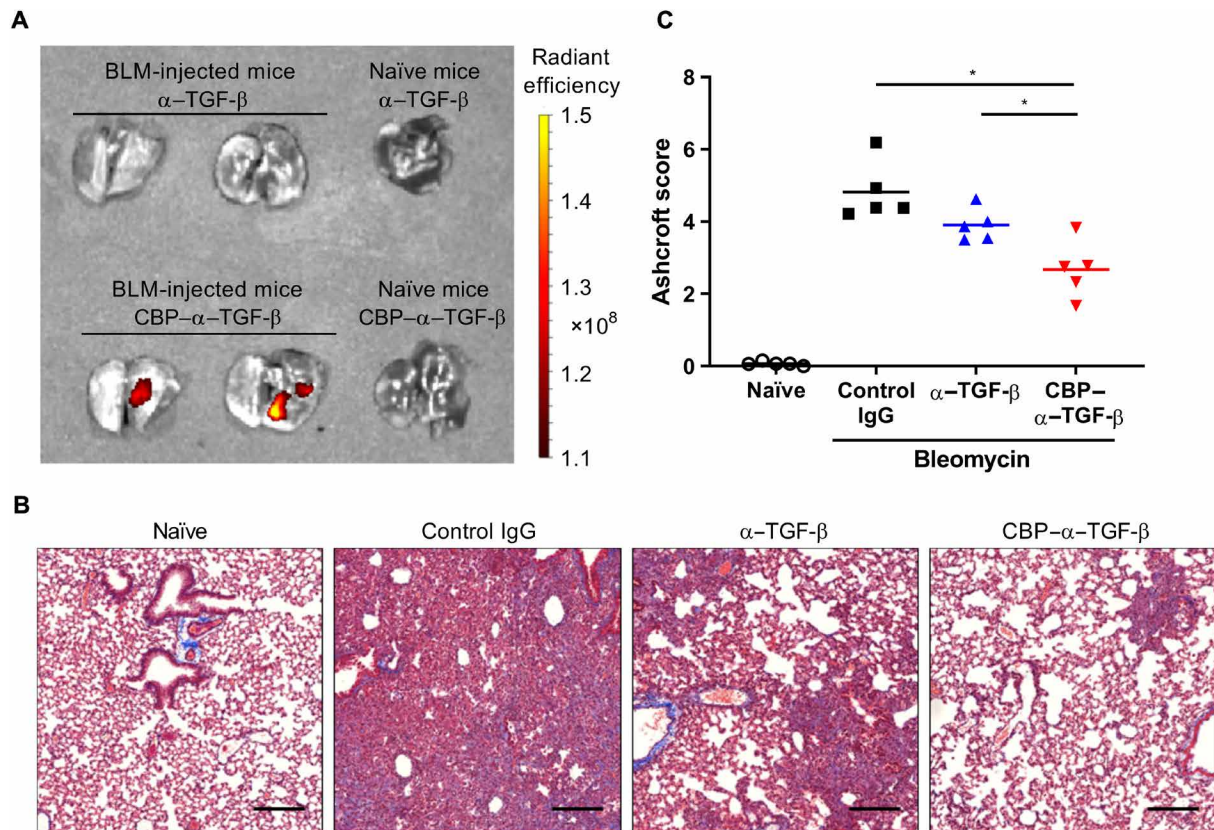 A
BLM-injected mice
α–TGF-β
Naïve mice
α–TGF-β
BLM-injected mice
CBP–α–TGF-β
Naïve mice
CBP–α–TGF-β
Radiant
efficiency
1.5
1.4
1.3
×10⁸
1.2
1.1
C
Ashcroft score
8
6
4
2
0
*
*
Naïve
Control
IgG
α–TGF-β
CBP–
α–TGF-β
Bleomycin
B
Naïve
Control IgG
α–TGF-β
CBP–α–TGF-β